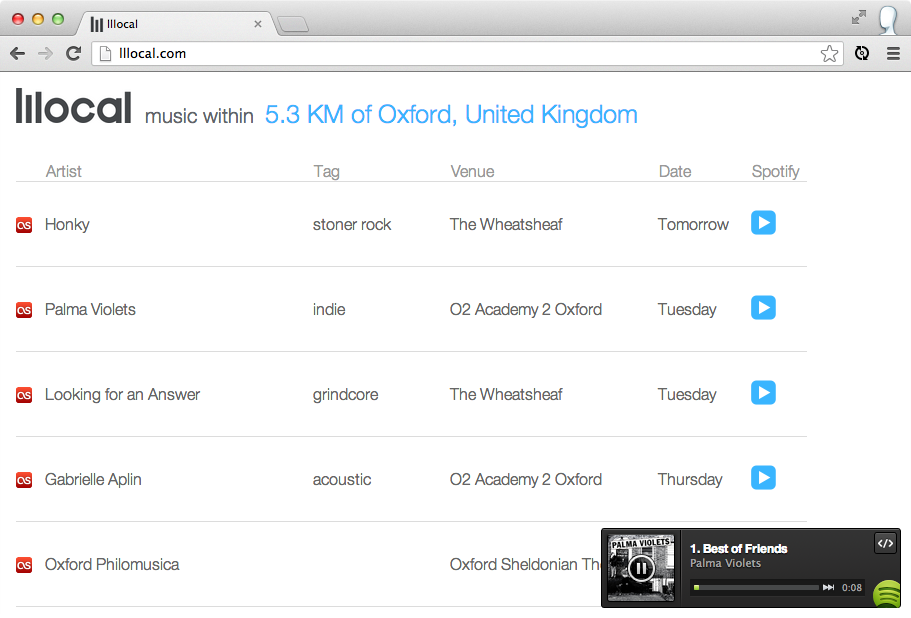 lllocal
lllocal.com
lllocal music within 5.3 KM of Oxford, United Kingdom
Artist Tag Venue Date Spotify
Honky stoner rock The Wheatsheaf Tomorrow
Palma Violets indie O2 Academy 2 Oxford Tuesday
Looking for an Answer grindcore The Wheatsheaf Tuesday
Gabrielle Aplin acoustic O2 Academy 2 Oxford Thursday
Oxford Philomusica Oxford Sheldonian Th
PALMA VIOLETS
1. Best of Friends
Palma Violets
0:08